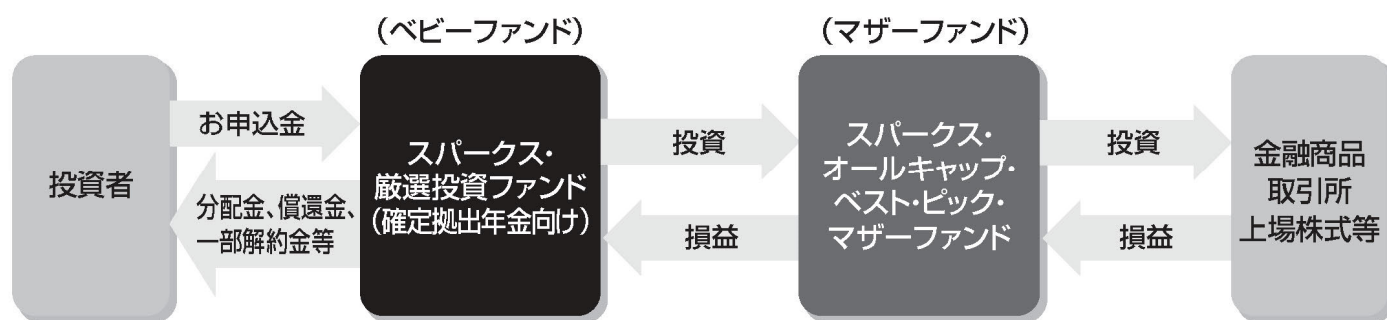 (ベビーファンド)
(マザーファンド)
投資者
お申込金
分配金、償還金、
一部解約金等
スパークス・
厳選投資ファンド
(確定拠出年金向け)
投資
損益
スパークス・
オールキャップ・
ベスト・ピック・
マザーファンド
投資
損益
金融商品
取引所
上場株式等